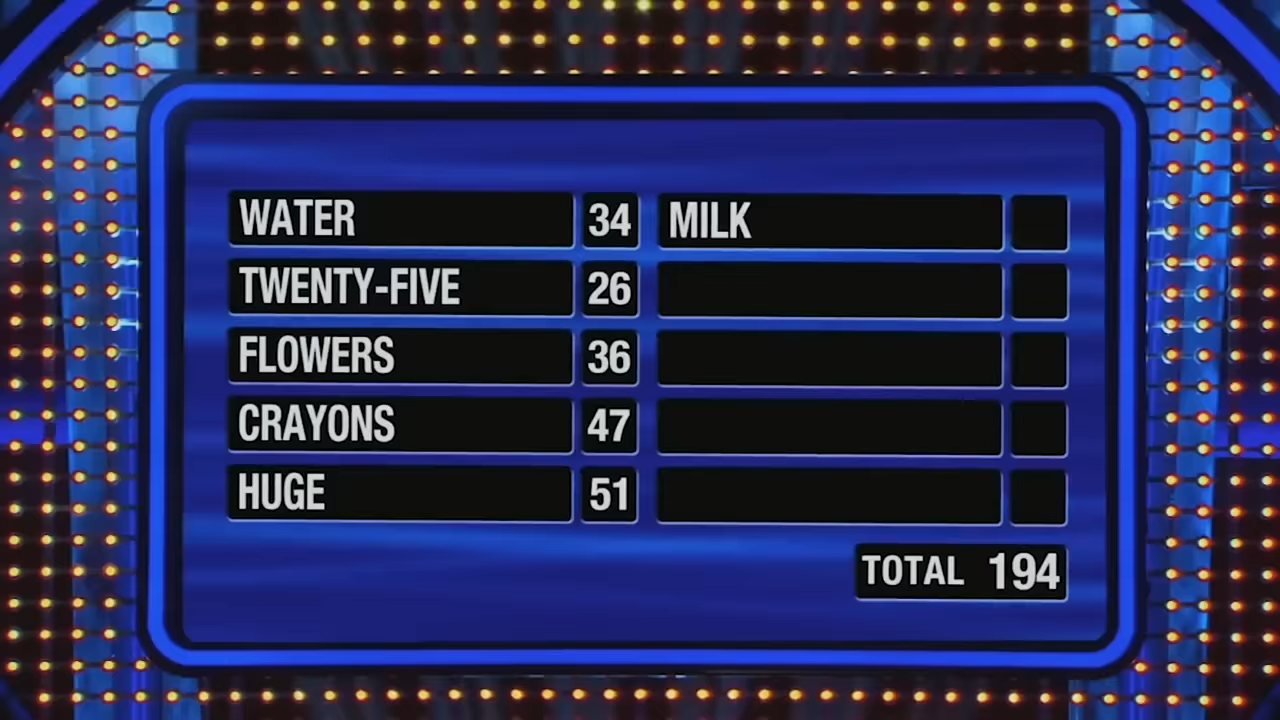 WATER 34 MILK
TWENTY-FIVE 26
FLOWERS 36
CRAYONS 47
HUGE 51
TOTAL 194